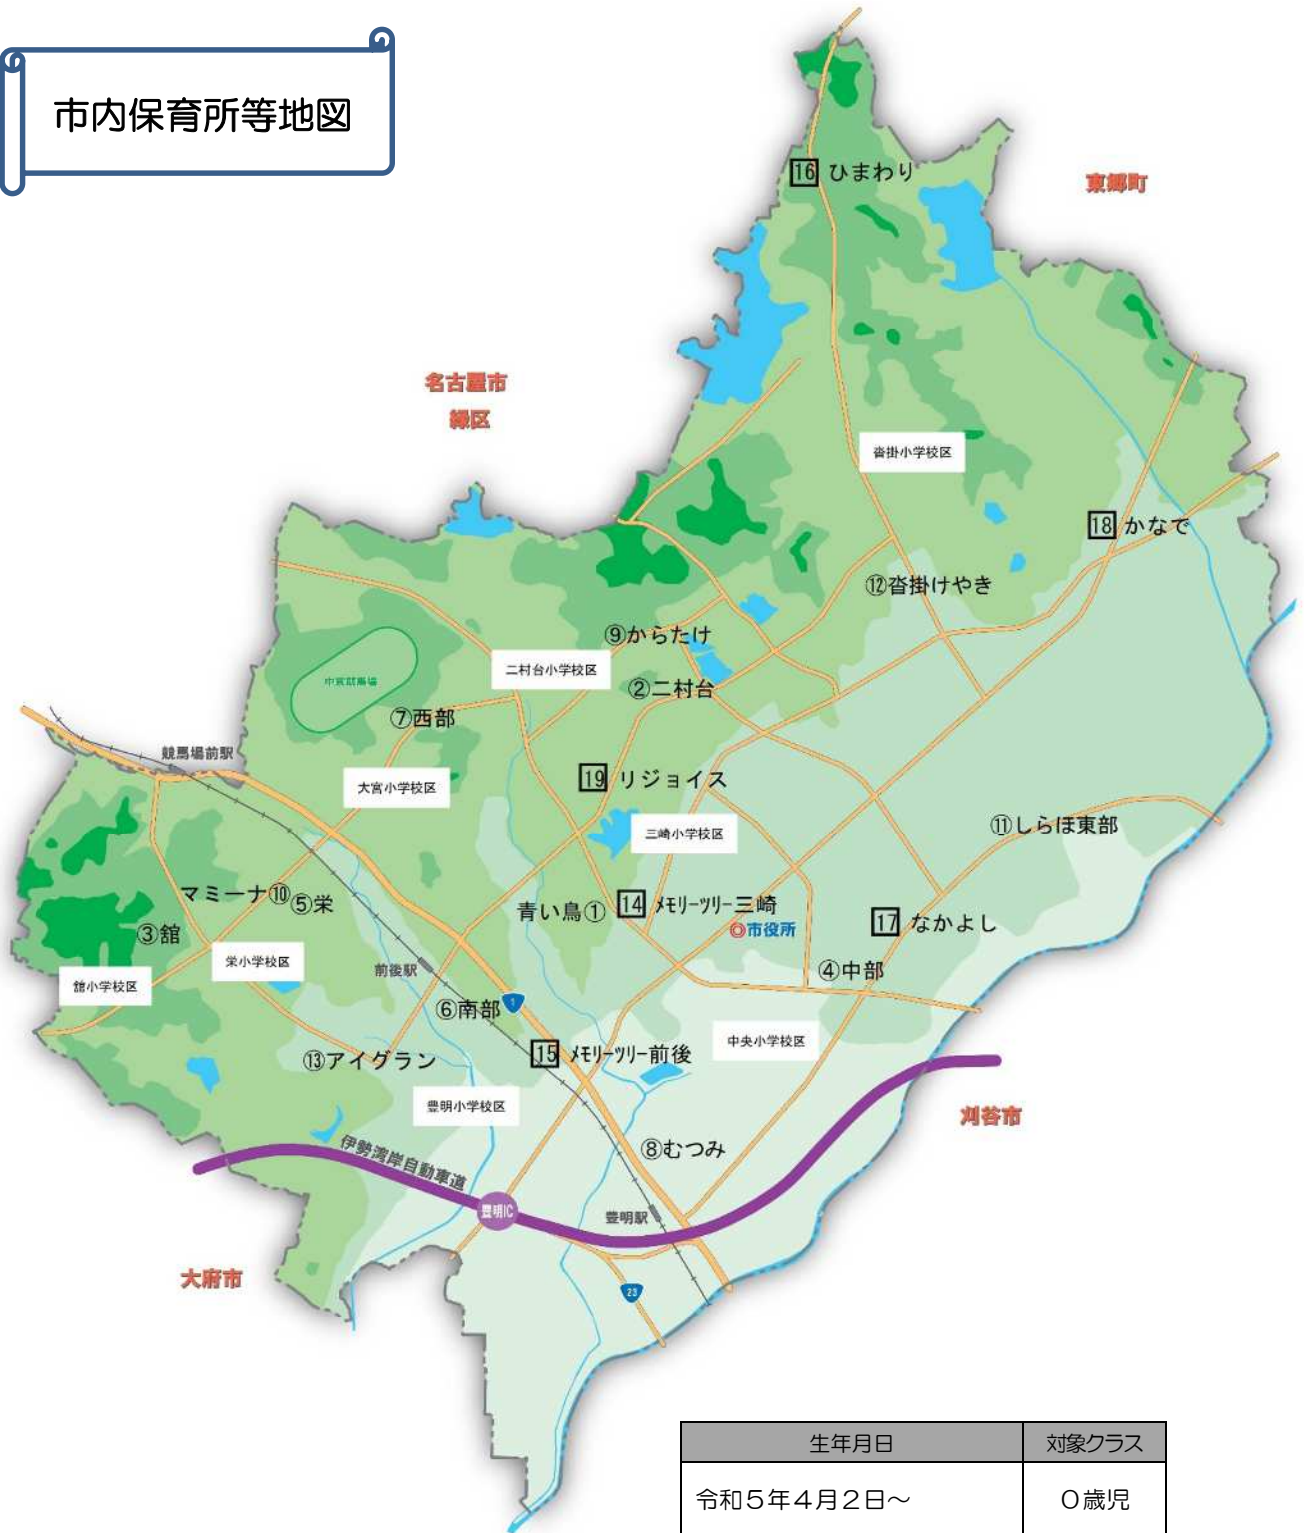 市内保育所等地図
16 ひまわり
東郷町
名古屋市
緑区
沓掛小学校区
18 かなで
⑫沓掛けやき
⑨からたけ
二村台小学校区
中京競馬場
②二村台
⑦西部
競馬場前駅
大宮小学校区
19 リジョイス
三崎小学校区
⑪しらほ東部
マミーナ⑩
⑤栄
青い鳥①
14 メモリーツリー三崎
◎市役所
17 なかよし
③舘
栄小学校区
前後駅
④中部
舘小学校区
⑥南部
1
中央小学校区
15 メモリーツリー前後
⑬アイグラン
豊明小学校区
刈谷市
伊勢湾岸自動車道
⑧むつみ
豊明IC
豊明駅
大府市
23
生年月日 対象クラス
令和5年4月2日～ 0歳児